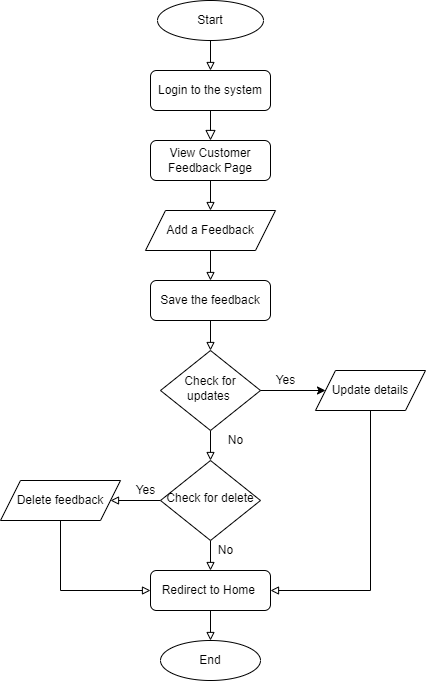 Start
Login to the system
View Customer
Feedback Page
Add a Feedback
Save the feedback
Check for
updates
Yes
Update details
No
Check for delete
Yes
Delete feedback
No
Redirect to Home
End